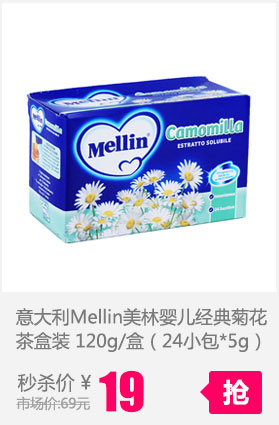 Mellin
Camomilla
ESTRATTO SOLUBILE
意大利Mellin美林婴儿经典菊花
茶盒装 120g/盒（24小包*5g）
秒杀价 ¥ 19 抢
市场价:69元